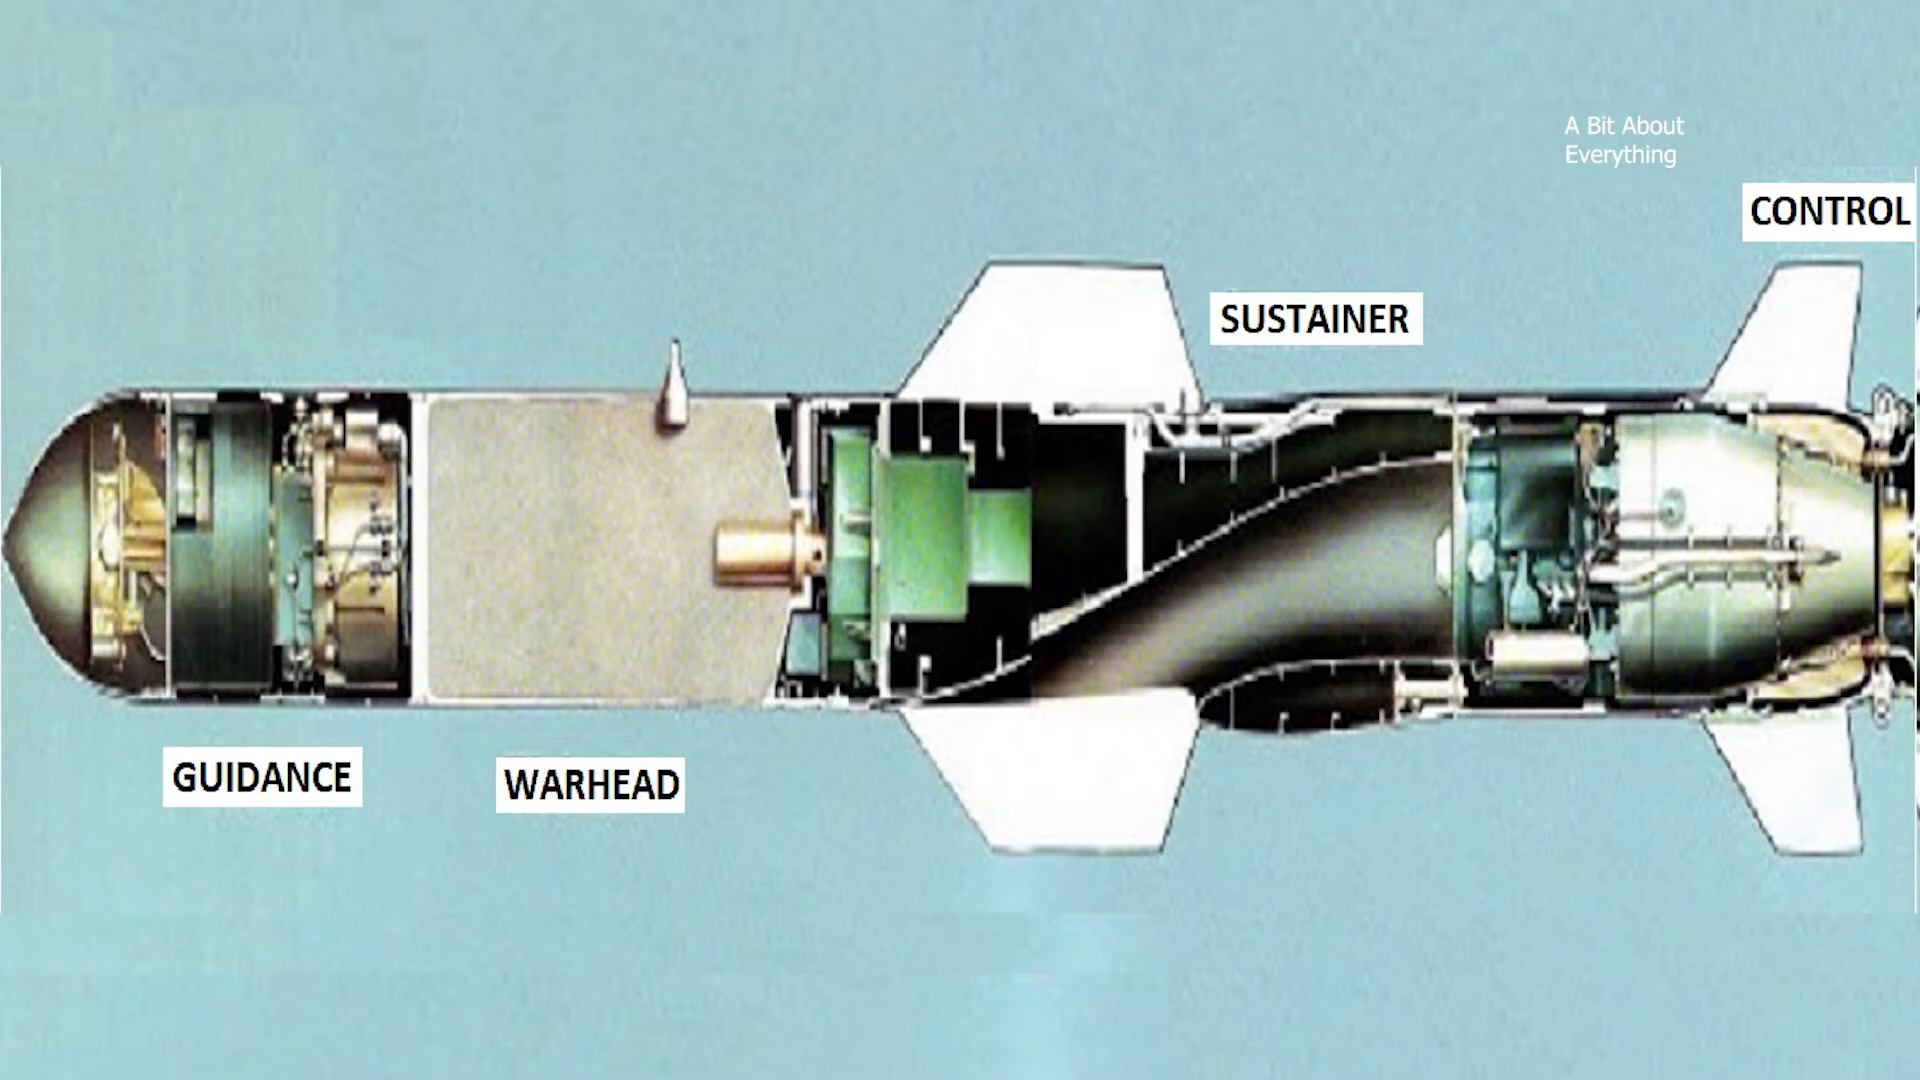 A Bit About
Everything
CONTROL
SUSTAINER
GUIDANCE
WARHEAD